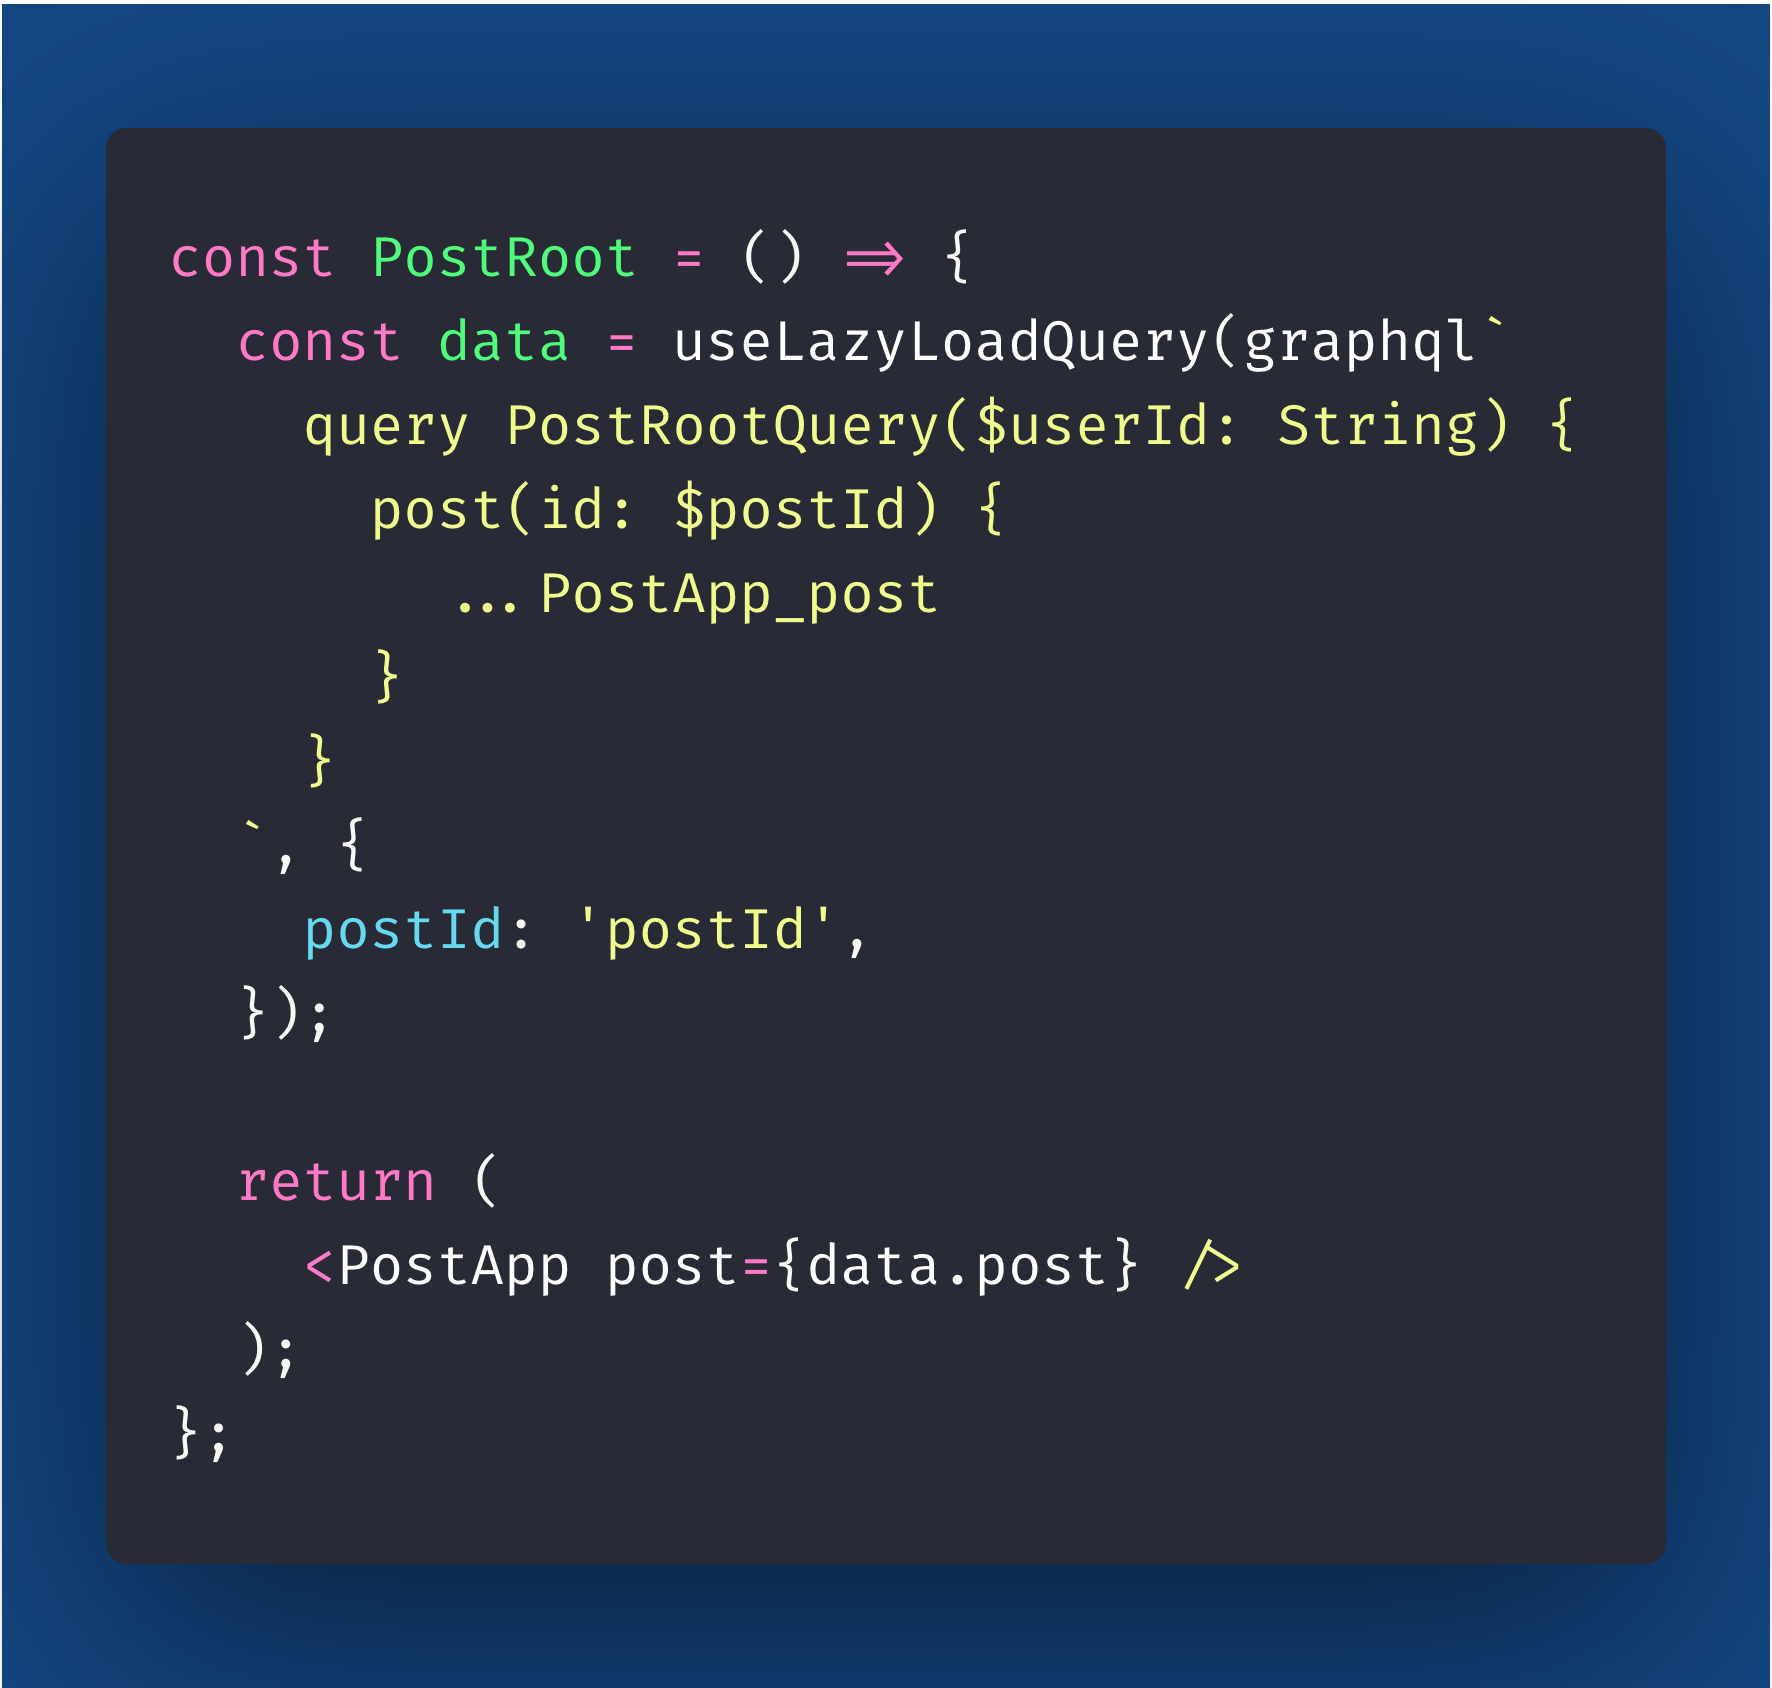 const PostRoot = () => {
  const data = useLazyLoadQuery(graphql`
    query PostRootQuery($userId: String) {
      post(id: $postId) {
        ...PostApp_post
      }
    }
  `, {
    postId: 'postId',
  });

  return (
    <PostApp post={data.post} />
  );
};